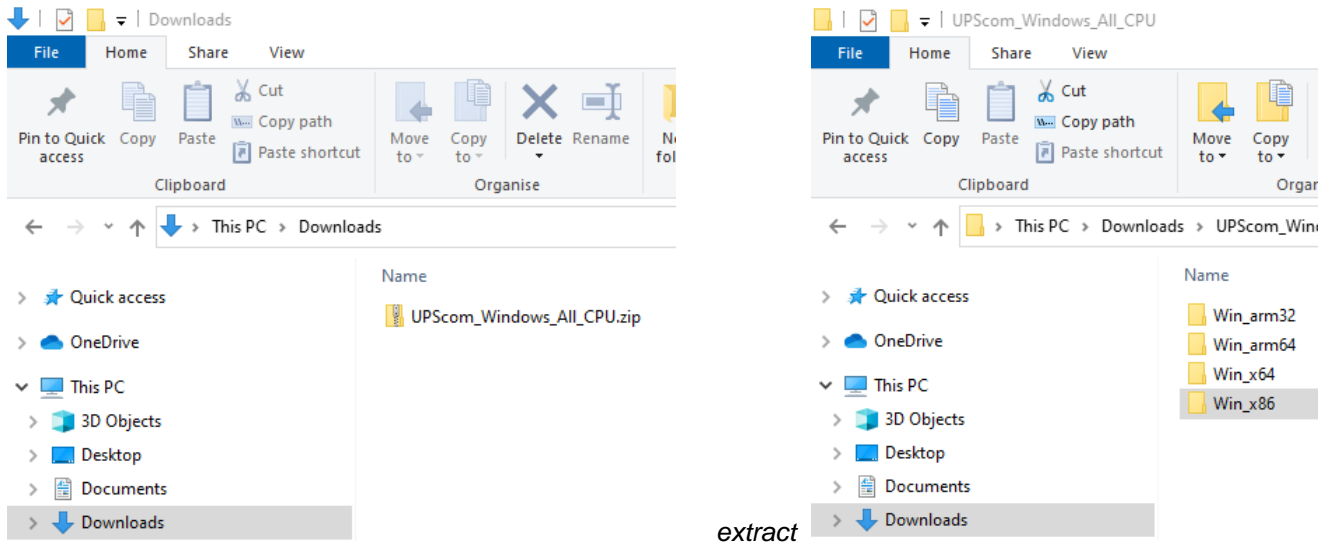 Downloads
File Home Share View
Pin to Quick access
Copy
Paste
Cut
Copy path
Paste shortcut
Move to
Copy to
Delete
Rename
Clipboard
Organise
This PC > Downloads
Name
UPScom_Windows_All_CPU.zip
Quick access
OneDrive
This PC
3D Objects
Desktop
Documents
Downloads
extract
UPScom_Windows_All_CPU
File Home Share View
Pin to Quick access
Copy
Paste
Cut
Copy path
Paste shortcut
Move to
Copy to
Clipboard
Organ
This PC > Downloads > UPScom_Win
Name
Win_arm32
Win_arm64
Win_x64
Win_x86
Quick access
OneDrive
This PC
3D Objects
Desktop
Documents
Downloads